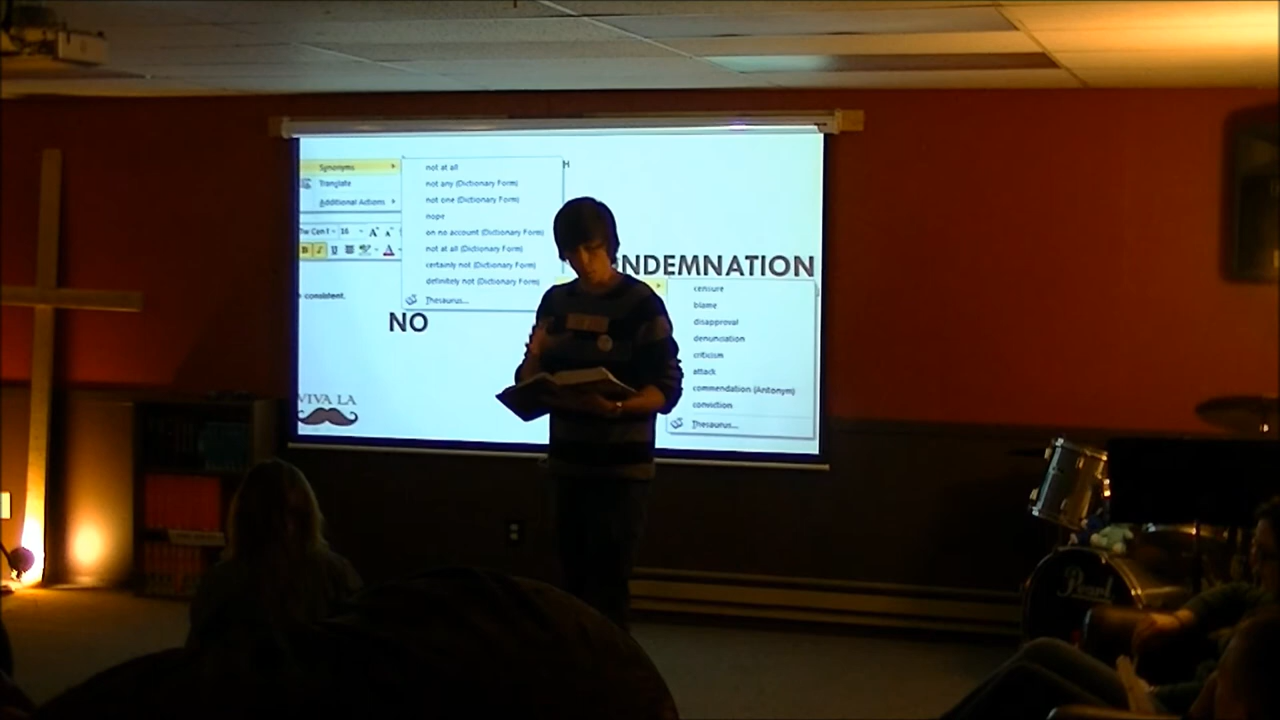 Synonyms
Translate
Additional Actions
16
A A
B I U
A
consistent.
not at all
not any (Dictionary Form)
not one (Dictionary Form)
nope
on no account (Dictionary Form)
not at all (Dictionary Form)
certainly not (Dictionary Form)
definitely not (Dictionary Form)
Thesaurus...
H
NO
NDEMNATION
censure
blame
disapproval
denunciation
criticism
attack
commendation (Antonym)
conviction
Thesaurus...
VIVA LA
Pearl